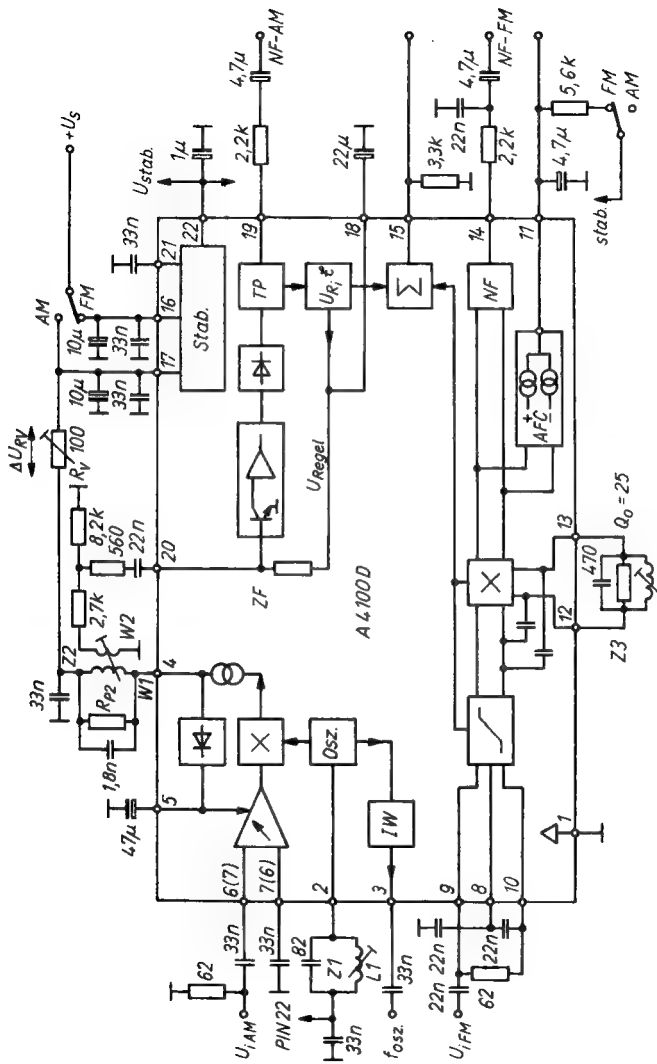 ΔU_RV
R_V 100
AM
FM
+U_S
10μ
33n
10μ
33n
33n
17
16
21
22
Stab.
U_stab.
1μ
33n
Z2
W2
2,7k
8,2k
560
22n
R_P2
W1
1,8n
4
20
47μ
5
19
2,2k
4,7μ
NF-AM
TP
U_R; t
18
22μ
U_Regel
ZF
A 4100 D
6(7)
7(6)
33n
62
U_iAM
33n
Osz.
2
82
Z1
L1
PIN 22
33n
IW
3
33n
f_osz.
Σ
15
3,3k
NF
14
2,2k
22n
4,7μ
NF-FM
+ -
AFC
11
4,7μ
5,6k
FM
AM
stab.
9
8
10
22n
22n
22n
62
U_iFM
1
12
13
470
Q₀ = 25
Z3